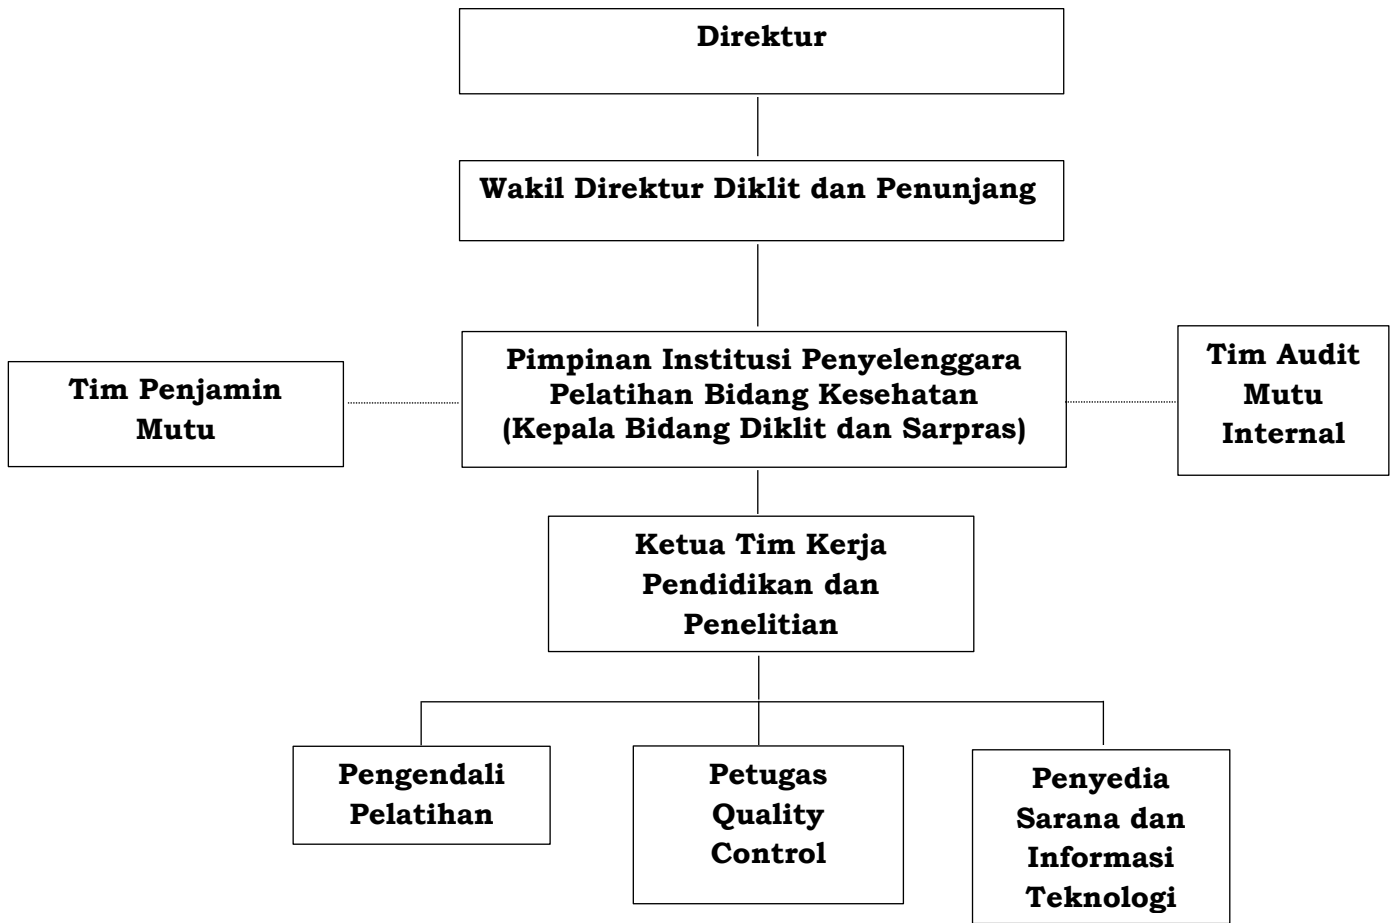 Direktur
Wakil Direktur Diklit dan Penunjang
Tim Penjamin
Mutu
Pimpinan Institusi Penyelenggara
Pelatihan Bidang Kesehatan
(Kepala Bidang Diklit dan Sarpras)
Tim Audit
Mutu
Internal
Ketua Tim Kerja
Pendidikan dan
Penelitian
Pengendali
Pelatihan
Petugas
Quality
Control
Penyedia
Sarana dan
Informasi
Teknologi